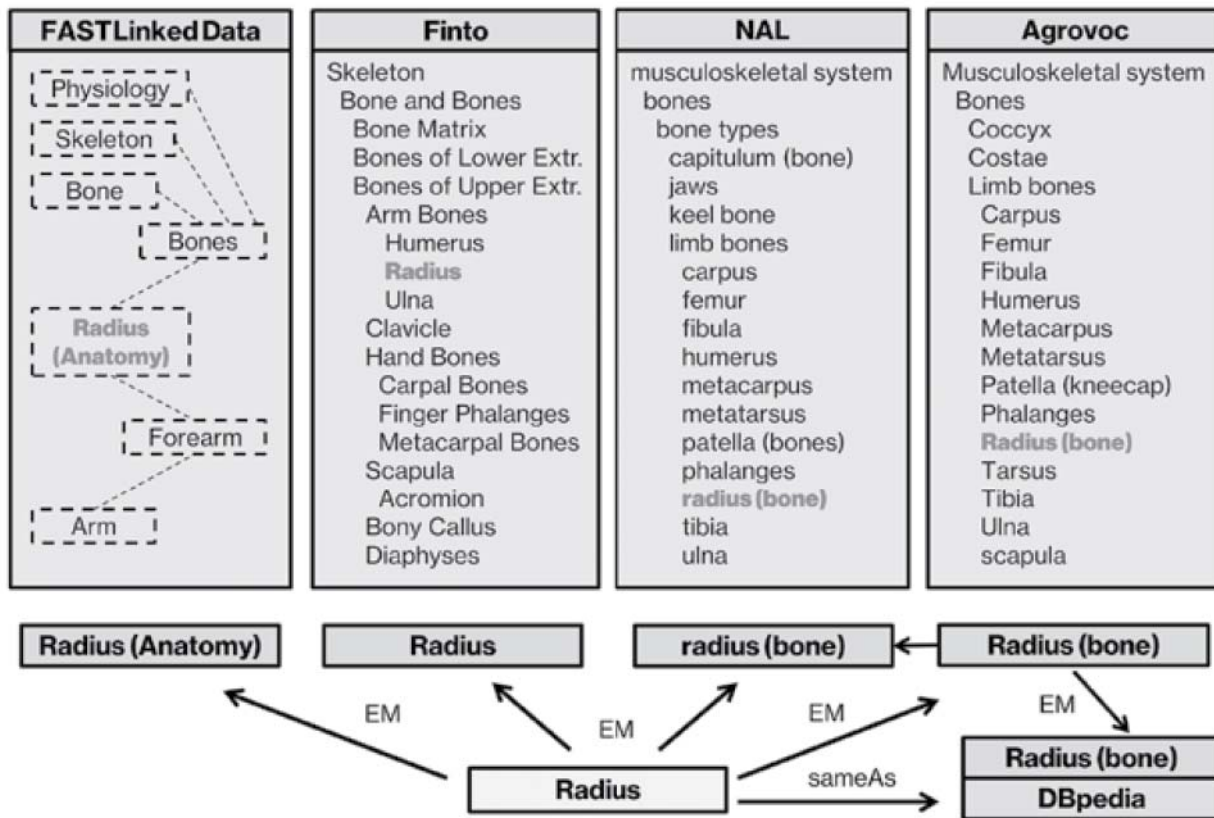 FAST Linked Data
Physiology
Skeleton
Bone
Bones
Radius
(Anatomy)
Forearm
Arm
Finto
Skeleton
Bone and Bones
Bone Matrix
Bones of Lower Extr.
Bones of Upper Extr.
Arm Bones
Humerus
Radius
Ulna
Clavicle
Hand Bones
Carpal Bones
Finger Phalanges
Metacarpal Bones
Scapula
Acromion
Bony Callus
Diaphyses
NAL
musculoskeletal system
bones
bone types
capitulum (bone)
jaws
keel bone
limb bones
carpus
femur
fibula
humerus
metacarpus
metatarsus
patella (bones)
phalanges
radius (bone)
tibia
ulna
Agrovoc
Musculoskeletal system
Bones
Coccyx
Costae
Limb bones
Carpus
Femur
Fibula
Humerus
Metacarpus
Metatarsus
Patella (kneecap)
Phalanges
Radius (bone)
Tarsus
Tibia
Ulna
scapula
Radius (Anatomy)
Radius
radius (bone)
Radius (bone)
EM
EM
EM
EM
Radius
sameAs
Radius (bone)
DBpedia